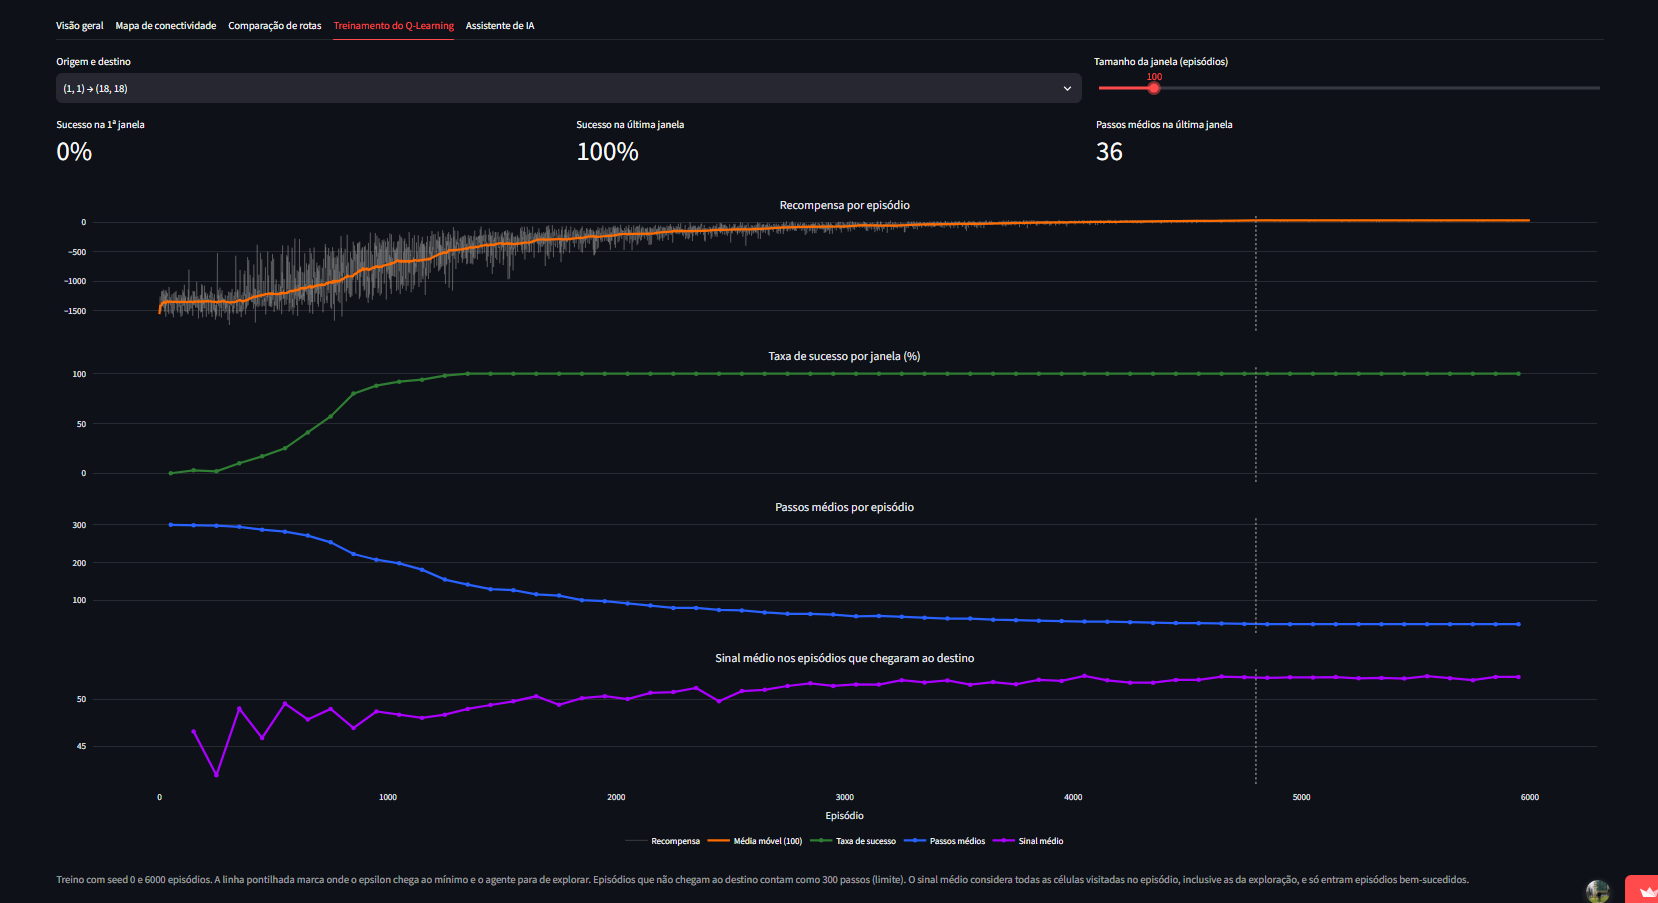 Visão geral Mapa de conectividade Comparação de rotas Treinamento do Q-Learning Assistente de IA
Origem e destino
(1, 1) → (18, 18)
Tamanho da janela (episódios)
100
Sucesso na 1ª janela
0%
Sucesso na última janela
100%
Passos médios na última janela
36
Recompensa por episódio
0
−500
−1000
−1500
Taxa de sucesso por janela (%)
100
50
0
Passos médios por episódio
300
200
100
Sinal médio nos episódios que chegaram ao destino
50
45
0 1000 2000 3000 4000 5000 6000
Episódio
Recompensa Média móvel (100) Taxa de sucesso Passos médios Sinal médio
Treino com seed 0 e 6000 episódios. A linha pontilhada marca onde o epsilon chega ao mínimo e o agente para de explorar. Episódios que não chegam ao destino contam como 300 passos (limite). O sinal médio considera todas as células visitadas no episódio, inclusive as da exploração, e só entram episódios bem-sucedidos.